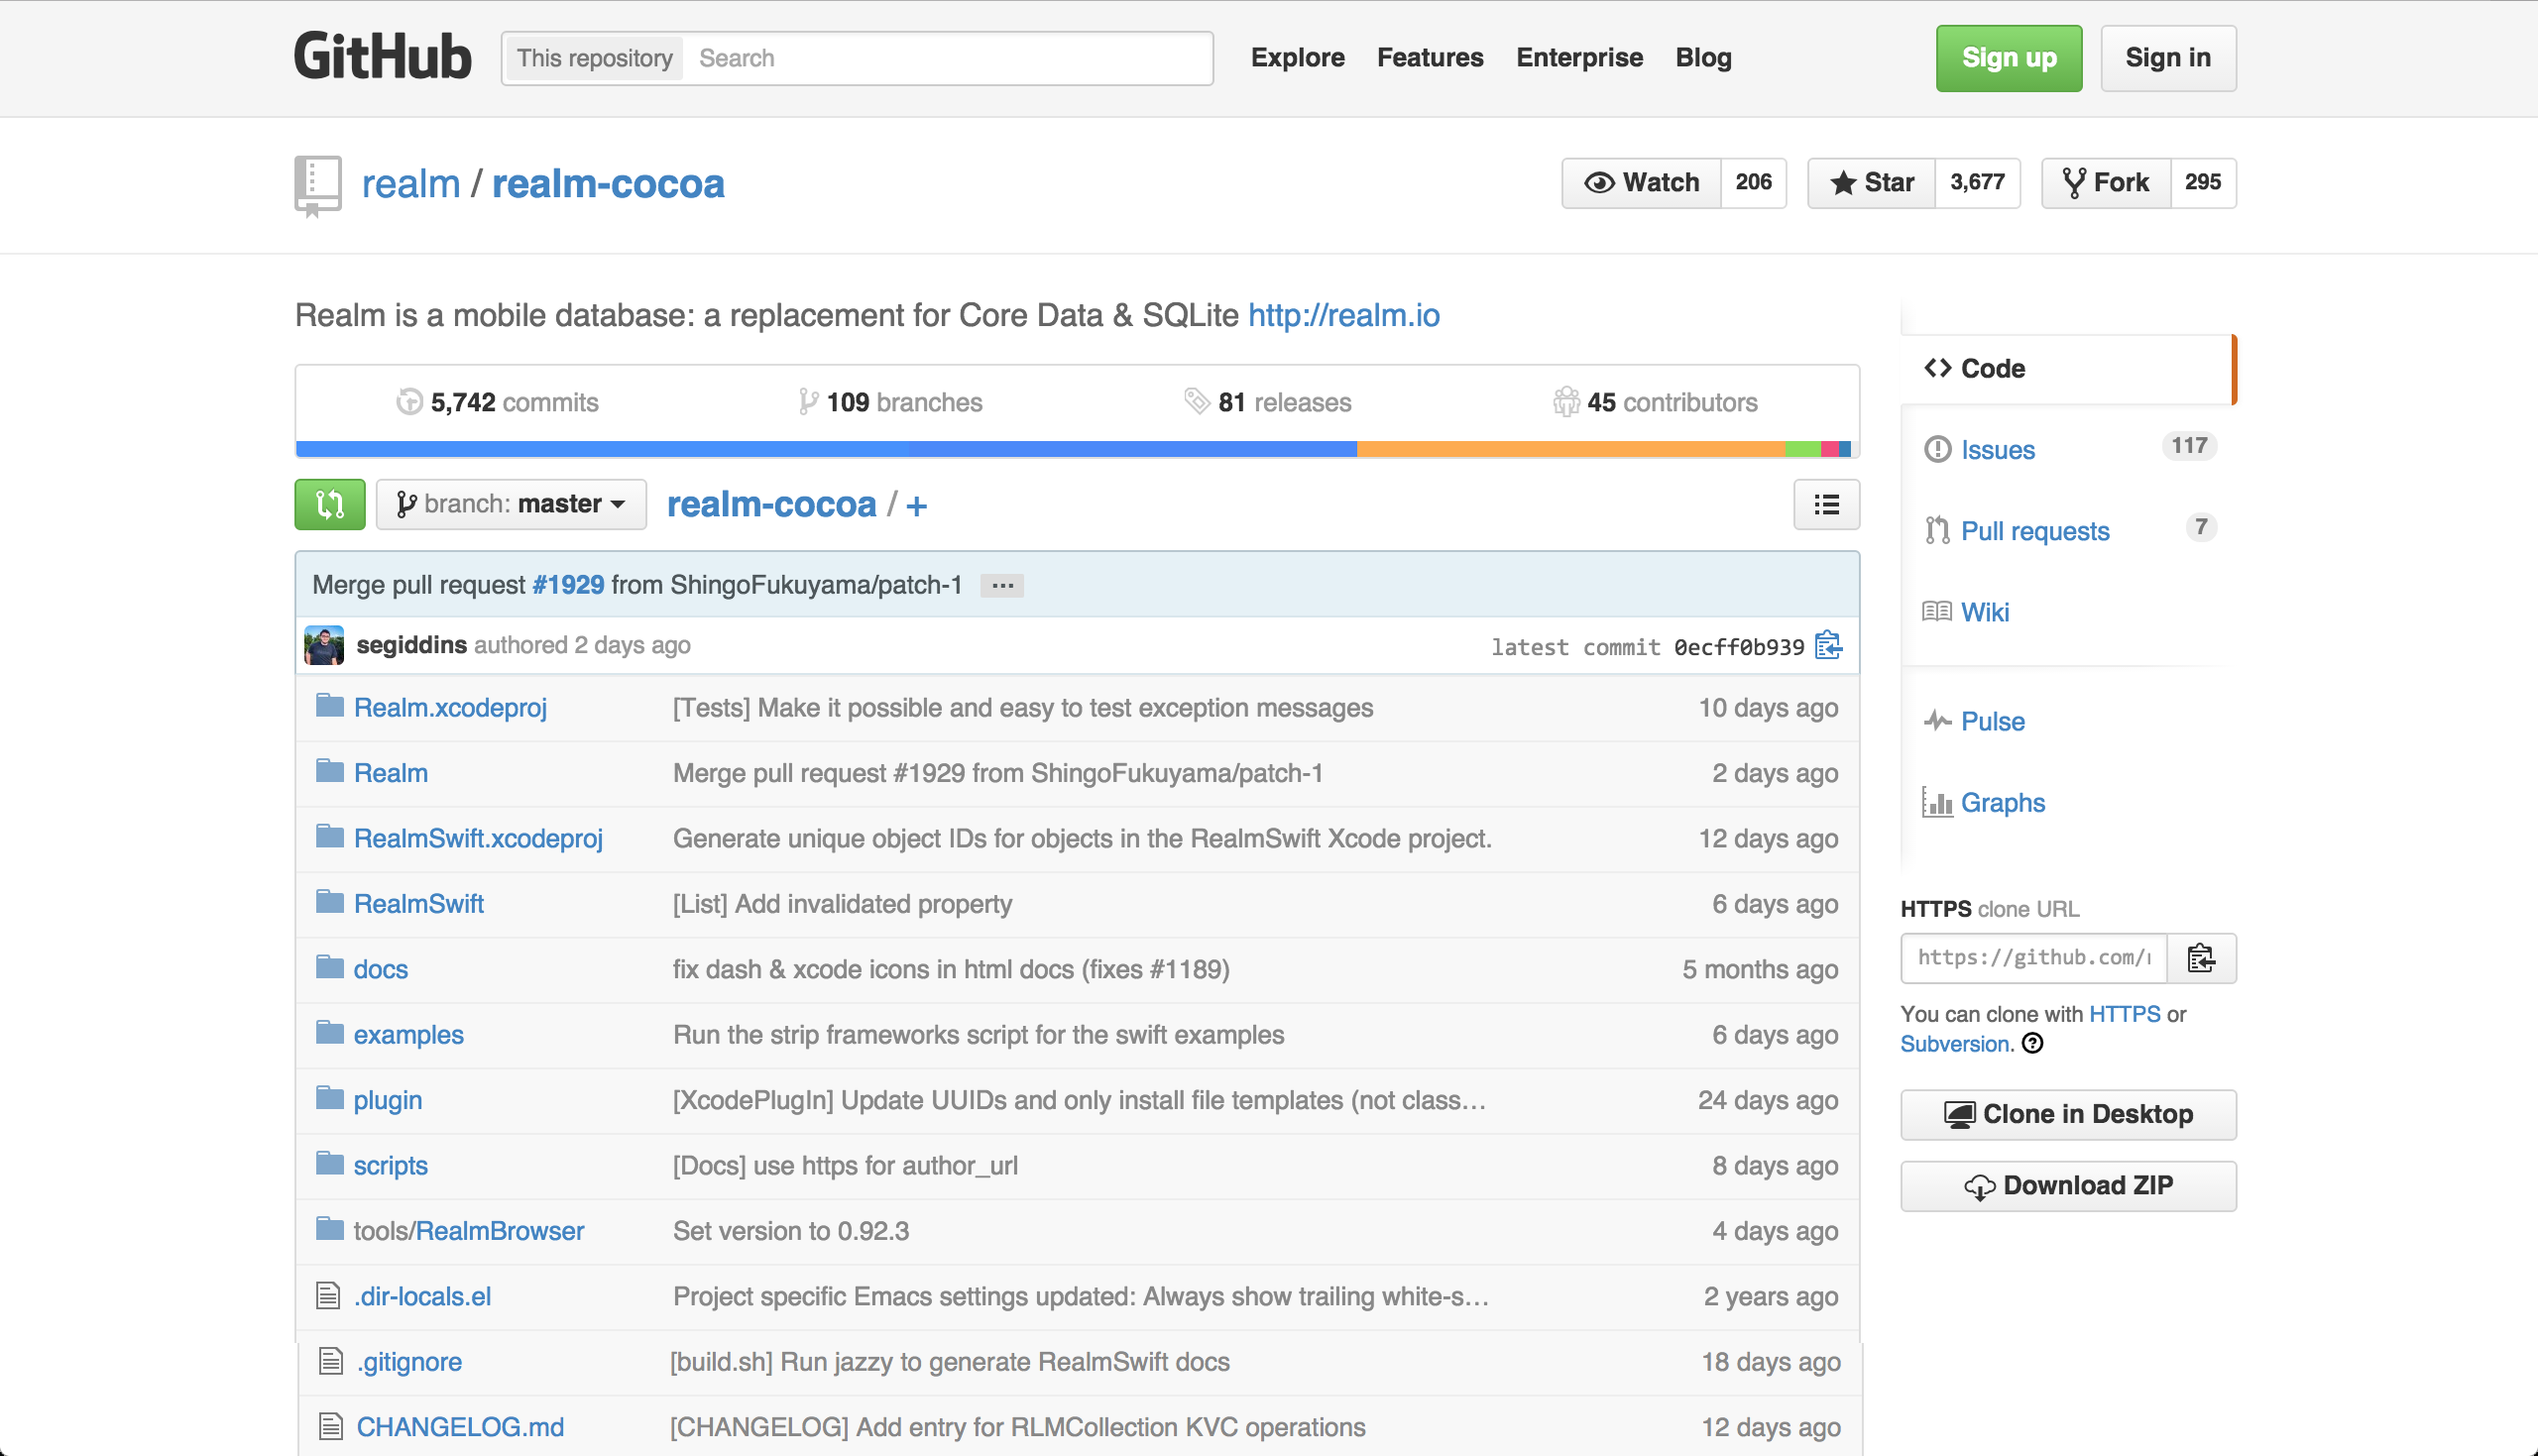 GitHub This repository Search Explore Features Enterprise Blog Sign up Sign in
realm / realm-cocoa Watch 206 Star 3,677 Fork 295
Realm is a mobile database: a replacement for Core Data & SQLite http://realm.io
5,742 commits 109 branches 81 releases 45 contributors
branch: master realm-cocoa / +
Merge pull request #1929 from ShingoFukuyama/patch-1 ...
segiddins authored 2 days ago latest commit 0ecff0b939
Realm.xcodeproj [Tests] Make it possible and easy to test exception messages 10 days ago
Realm Merge pull request #1929 from ShingoFukuyama/patch-1 2 days ago
RealmSwift.xcodeproj Generate unique object IDs for objects in the RealmSwift Xcode project. 12 days ago
RealmSwift [List] Add invalidated property 6 days ago
docs fix dash & xcode icons in html docs (fixes #1189) 5 months ago
examples Run the strip frameworks script for the swift examples 6 days ago
plugin [XcodePlugIn] Update UUIDs and only install file templates (not class… 24 days ago
scripts [Docs] use https for author_url 8 days ago
tools/RealmBrowser Set version to 0.92.3 4 days ago
.dir-locals.el Project specific Emacs settings updated: Always show trailing white-s… 2 years ago
.gitignore [build.sh] Run jazzy to generate RealmSwift docs 18 days ago
CHANGELOG.md [CHANGELOG] Add entry for RLMCollection KVC operations 12 days ago
Code
Issues 117
Pull requests 7
Wiki
Pulse
Graphs
HTTPS clone URL
https://github.com/
You can clone with HTTPS or
Subversion.
Clone in Desktop
Download ZIP